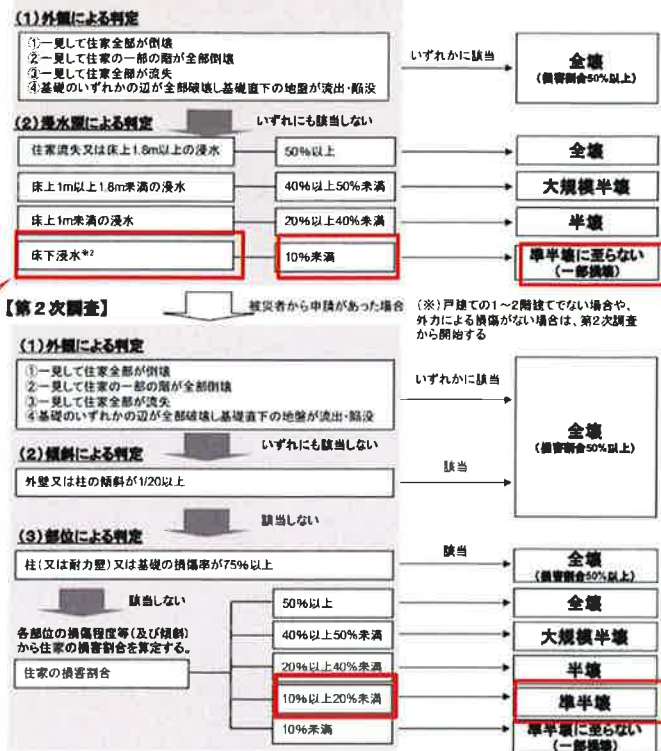 (1)外観による判定
①一見して住家全部が倒壊
②一見して住家の一部の階が全部倒壊
③一見して住家全部が流失
④基礎のいずれかの辺が全部破壊し基礎直下の地盤が流出・陥没
いずれかに該当
全壊
(損害割合50%以上)
(2)浸水深による判定
いずれにも該当しない
住家流失又は床上1.8m以上の浸水
50%以上
全壊
床上1m以上1.8m未満の浸水
40%以上50%未満
大規模半壊
床上1m未満の浸水
20%以上40%未満
半壊
床下浸水※2
10%未満
準半壊に至らない
(一部損壊)
【第2次調査】
被災者から申請があった場合
(※)戸建ての1~2階建てでない場合や、
外力による損傷がない場合は、第2次調査
から開始する
(1)外観による判定
①一見して住家全部が倒壊
②一見して住家の一部の階が全部倒壊
③一見して住家全部が流失
④基礎のいずれかの辺が全部破壊し基礎直下の地盤が流出・陥没
いずれかに該当
全壊
(損害割合50%以上)
いずれにも該当しない
(2)傾斜による判定
外壁又は柱の傾斜が1/20以上
該当
該当しない
(3)部位による判定
柱(又は耐力壁)又は基礎の損傷率が75%以上
該当
全壊
(損害割合50%以上)
該当しない
各部位の損傷程度等(及び傾斜)
から住家の損害割合を算定する。
住家の損害割合
50%以上
全壊
40%以上50%未満
大規模半壊
20%以上40%未満
半壊
10%以上20%未満
準半壊
10%未満
準半壊に至らない
(一部損壊)